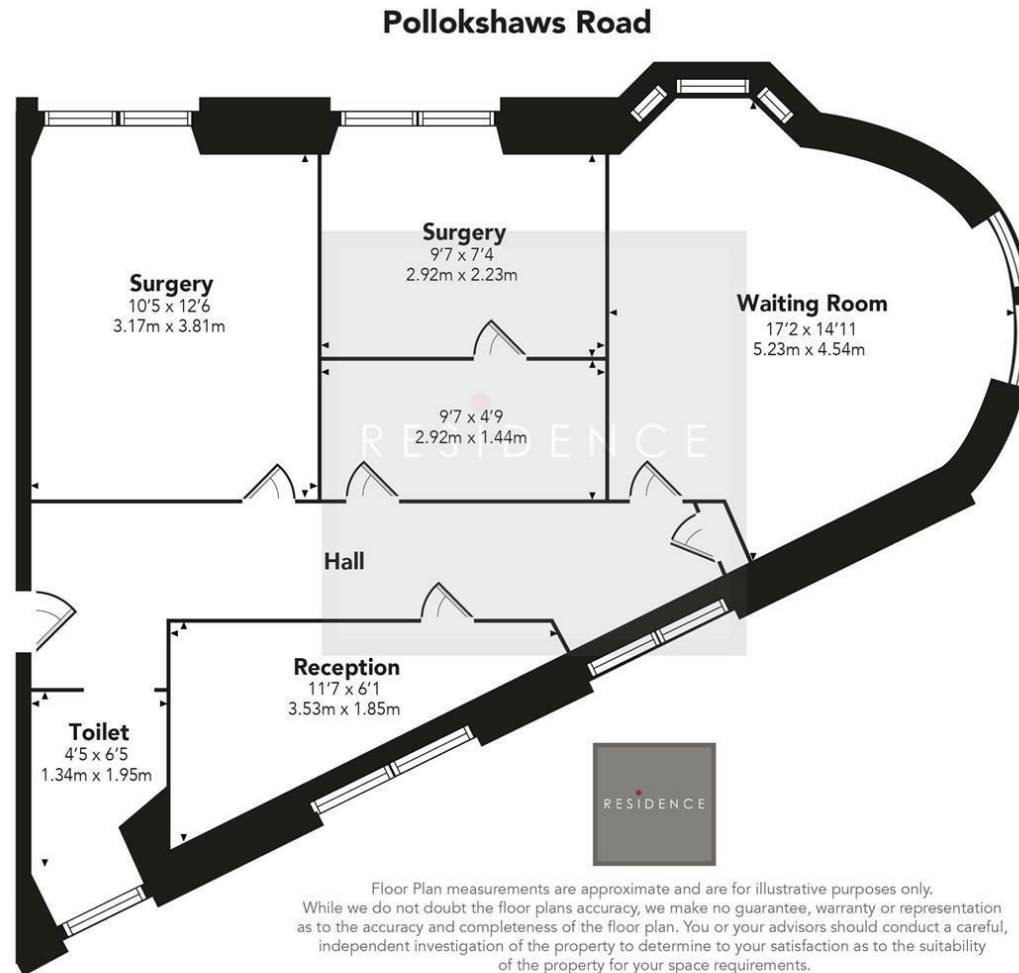 Pollokshaws Road
Surgery
10'5 x 12'6
3.17m x 3.81m
Surgery
9'7 x 7'4
2.92m x 2.23m
Waiting Room
17'2 x 14'11
5.23m x 4.54m
9'7 x 4'9
2.92m x 1.44m
RESIDENCE
Hall
Reception
11'7 x 6'1
3.53m x 1.85m
Toilet
4'5 x 6'5
1.34m x 1.95m
RESIDENCE
Floor Plan measurements are approximate and are for illustrative purposes only.
While we do not doubt the floor plans accuracy, we make no guarantee, warranty or representation
as to the accuracy and completeness of the floor plan. You or your advisors should conduct a careful,
independent investigation of the property to determine to your satisfaction as to the suitability
of the property for your space requirements.